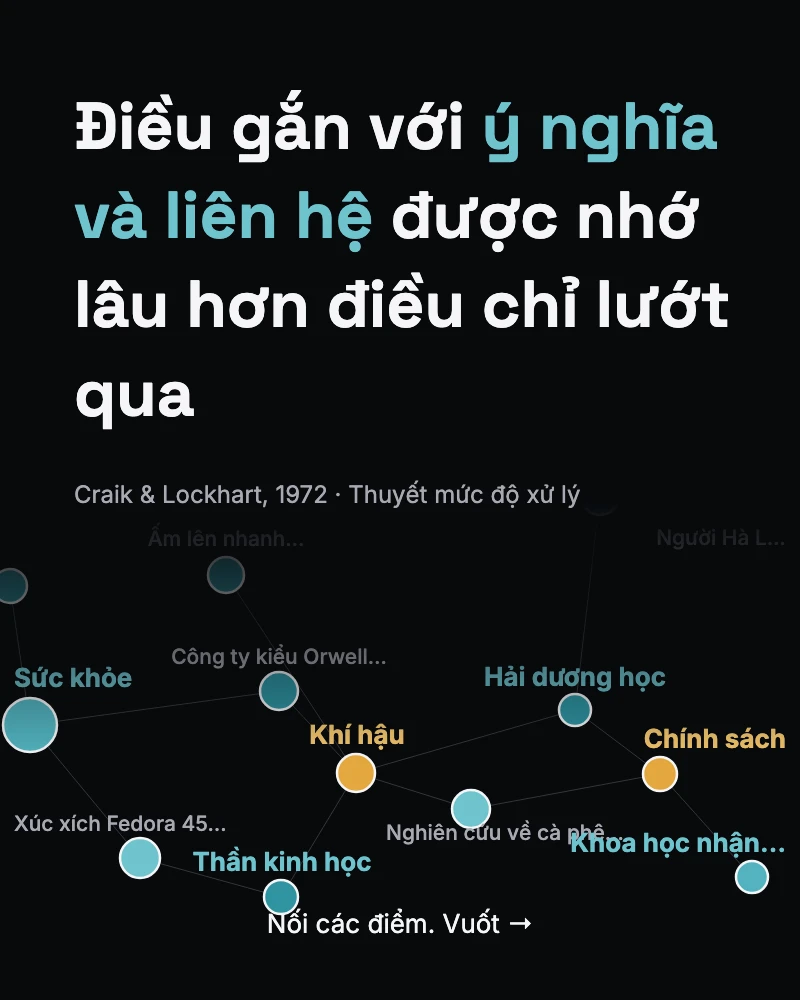 Điều gắn với ý nghĩa
và liên hệ được nhớ
lâu hơn điều chỉ lướt
qua
Craik & Lockhart, 1972 · Thuyết mức độ xử lý
Ấm lên nhanh...
Người Hà L...
Công ty kiểu Orwell...
Sức khỏe
Hải dương học
Khí hậu
Chính sách
Xúc xích Fedora 45...
Nghiên cứu về cà phê...
Khoa học nhận...
Thần kinh học
Nối các điểm. Vuốt →